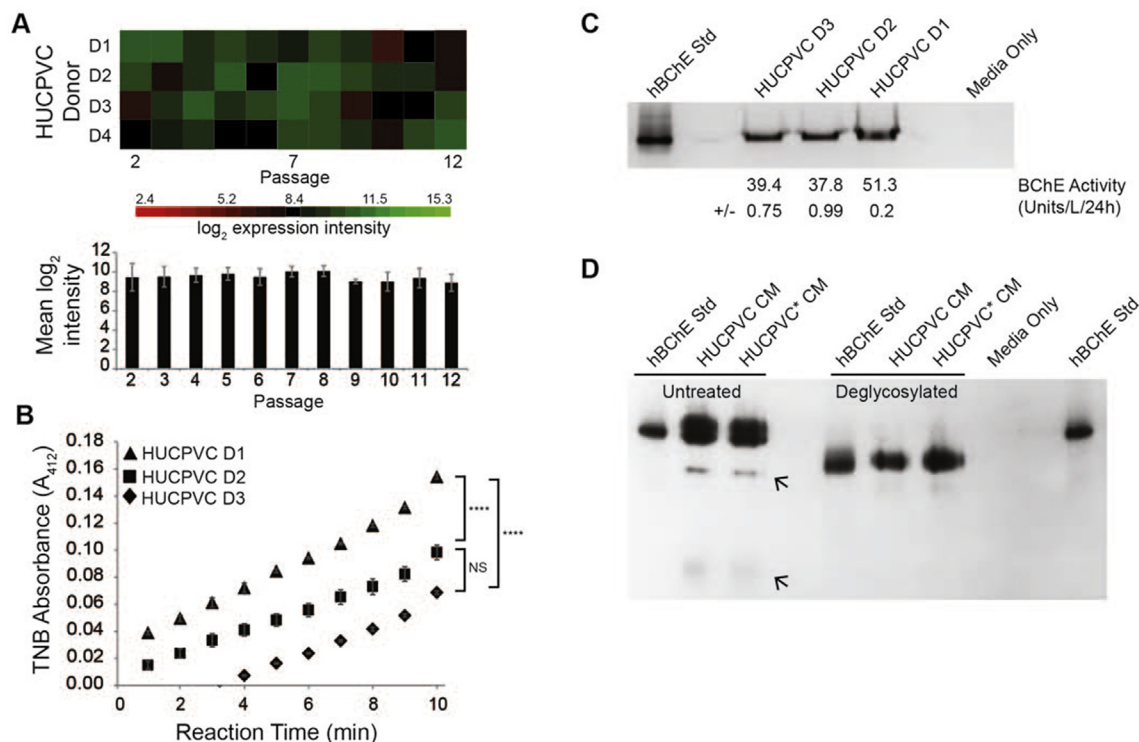 A
HUCPVC
Donor
D1
D2
D3
D4
2 7 12
Passage
2.4 5.2 8.4 11.5 15.3
log2 expression intensity
Mean log2
intensity
12
10
8
6
4
2
0
2 3 4 5 6 7 8 9 10 11 12
Passage
B
TNB Absorbance (A412)
0.18
0.16
0.14
0.12
0.10
0.08
0.06
0.04
0.02
0.00
HUCPVC D1
HUCPVC D2
HUCPVC D3
****
****
NS
0 2 4 6 8 10
Reaction Time (min)
C
hBChE Std
HUCPVC D3
HUCPVC D2
HUCPVC D1
Media Only
39.4 37.8 51.3 BChE Activity
+/- 0.75 0.99 0.2 (Units/L/24h)
D
hBChE Std
HUCPVC CM
HUCPVC* CM
hBChE Std
HUCPVC CM
HUCPVC* CM
Media Only
hBChE Std
Untreated
Deglycosylated